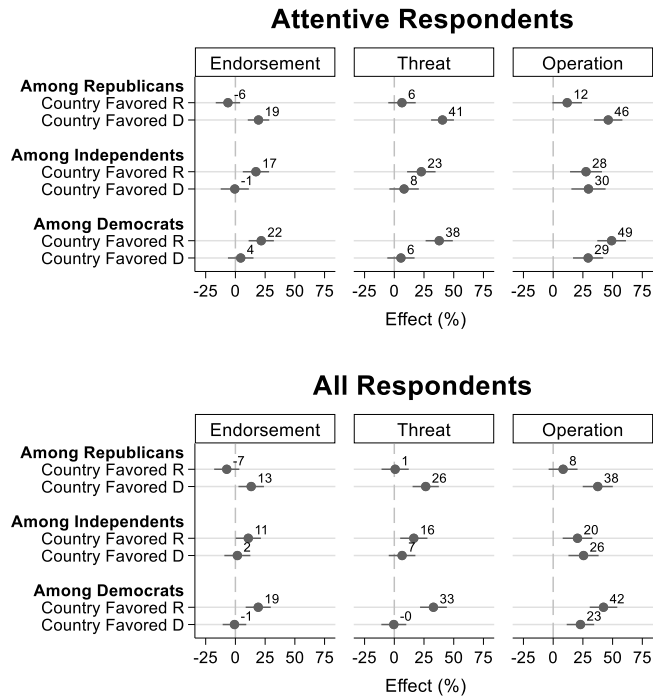 Attentive Respondents
Endorsement Threat Operation
Among Republicans
Country Favored R -6 6 12
Country Favored D 19 41 46
Among Independents
Country Favored R 17 23 28
Country Favored D -1 8 30
Among Democrats
Country Favored R 22 38 49
Country Favored D 4 6 29
-25 0 25 50 75 -25 0 25 50 75 -25 0 25 50 75
Effect (%)
All Respondents
Endorsement Threat Operation
Among Republicans
Country Favored R -7 1 8
Country Favored D 13 26 38
Among Independents
Country Favored R 11 16 20
Country Favored D 2 7 26
Among Democrats
Country Favored R 19 33 42
Country Favored D -1 -0 23
-25 0 25 50 75 -25 0 25 50 75 -25 0 25 50 75
Effect (%)